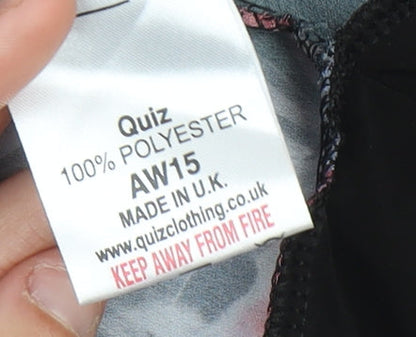 Quiz
100% POLYESTER
AW15
MADE IN U.K.
www.quizclothing.co.uk
KEEP AWAY FROM FIRE